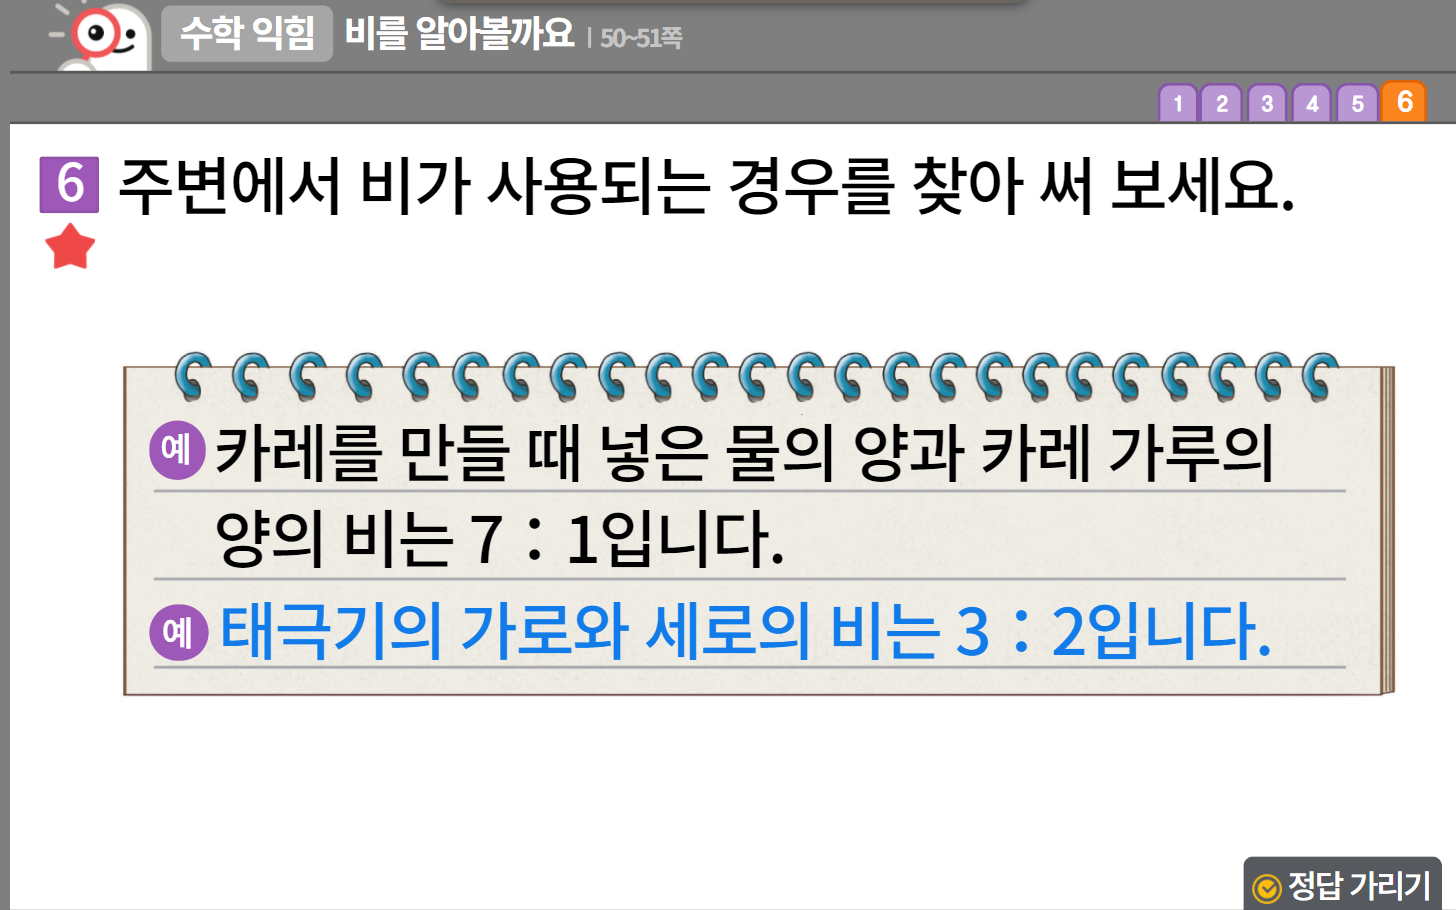 수학 익힘 비를 알아볼까요 | 50~51쪽
1 2 3 4 5 6
6 주변에서 비가 사용되는 경우를 찾아 써 보세요.
예 카레를 만들 때 넣은 물의 양과 카레 가루의
양의 비는 7 : 1입니다.
예 태극기의 가로와 세로의 비는 3 : 2입니다.
정답 가리기